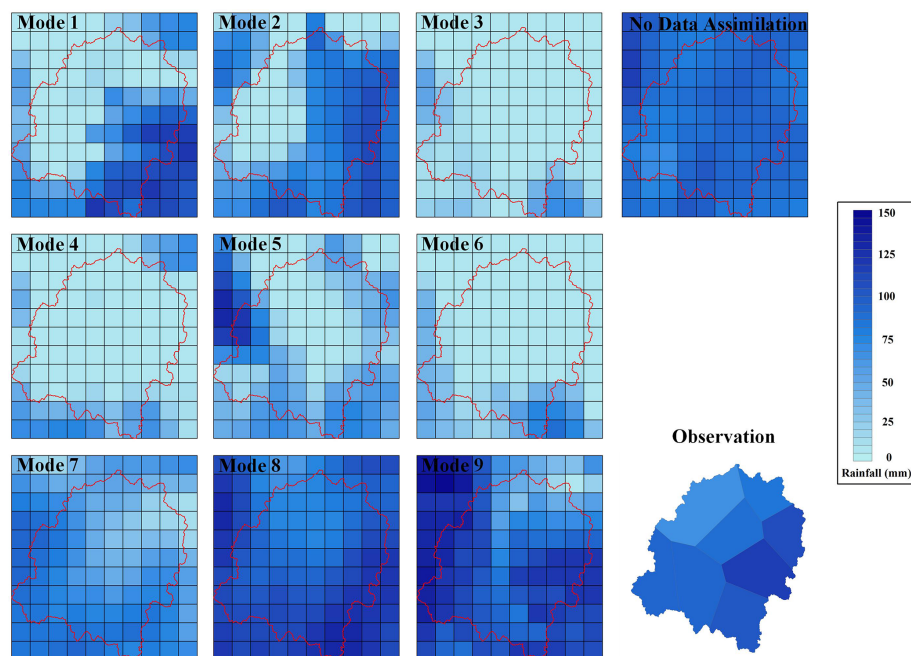 Mode 1
Mode 2
Mode 3
No Data Assimilation
Mode 4
Mode 5
Mode 6
150
125
100
75
50
25
0
Rainfall (mm)
Observation
Mode 7
Mode 8
Mode 9